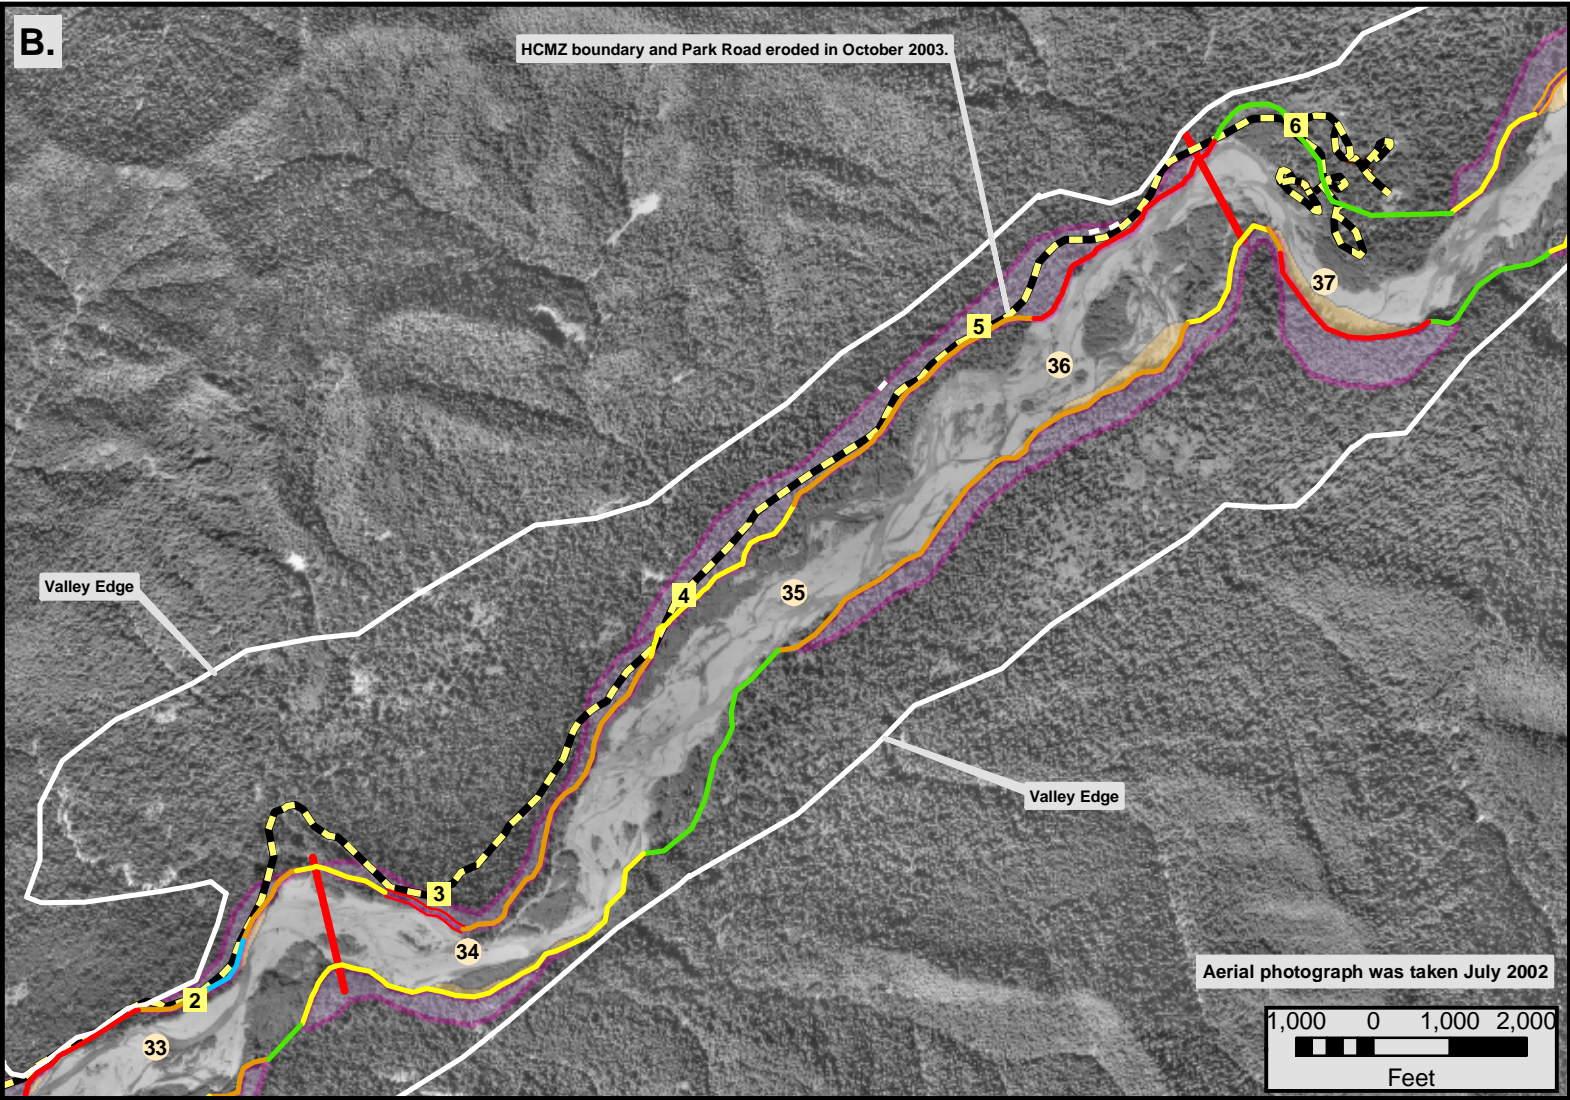 B.
HCMZ boundary and Park Road eroded in October 2003.
6
37
5
36
Valley Edge
4
35
Valley Edge
3
34
Aerial photograph was taken July 2002
2
33
1,000 0 1,000 2,000
Feet